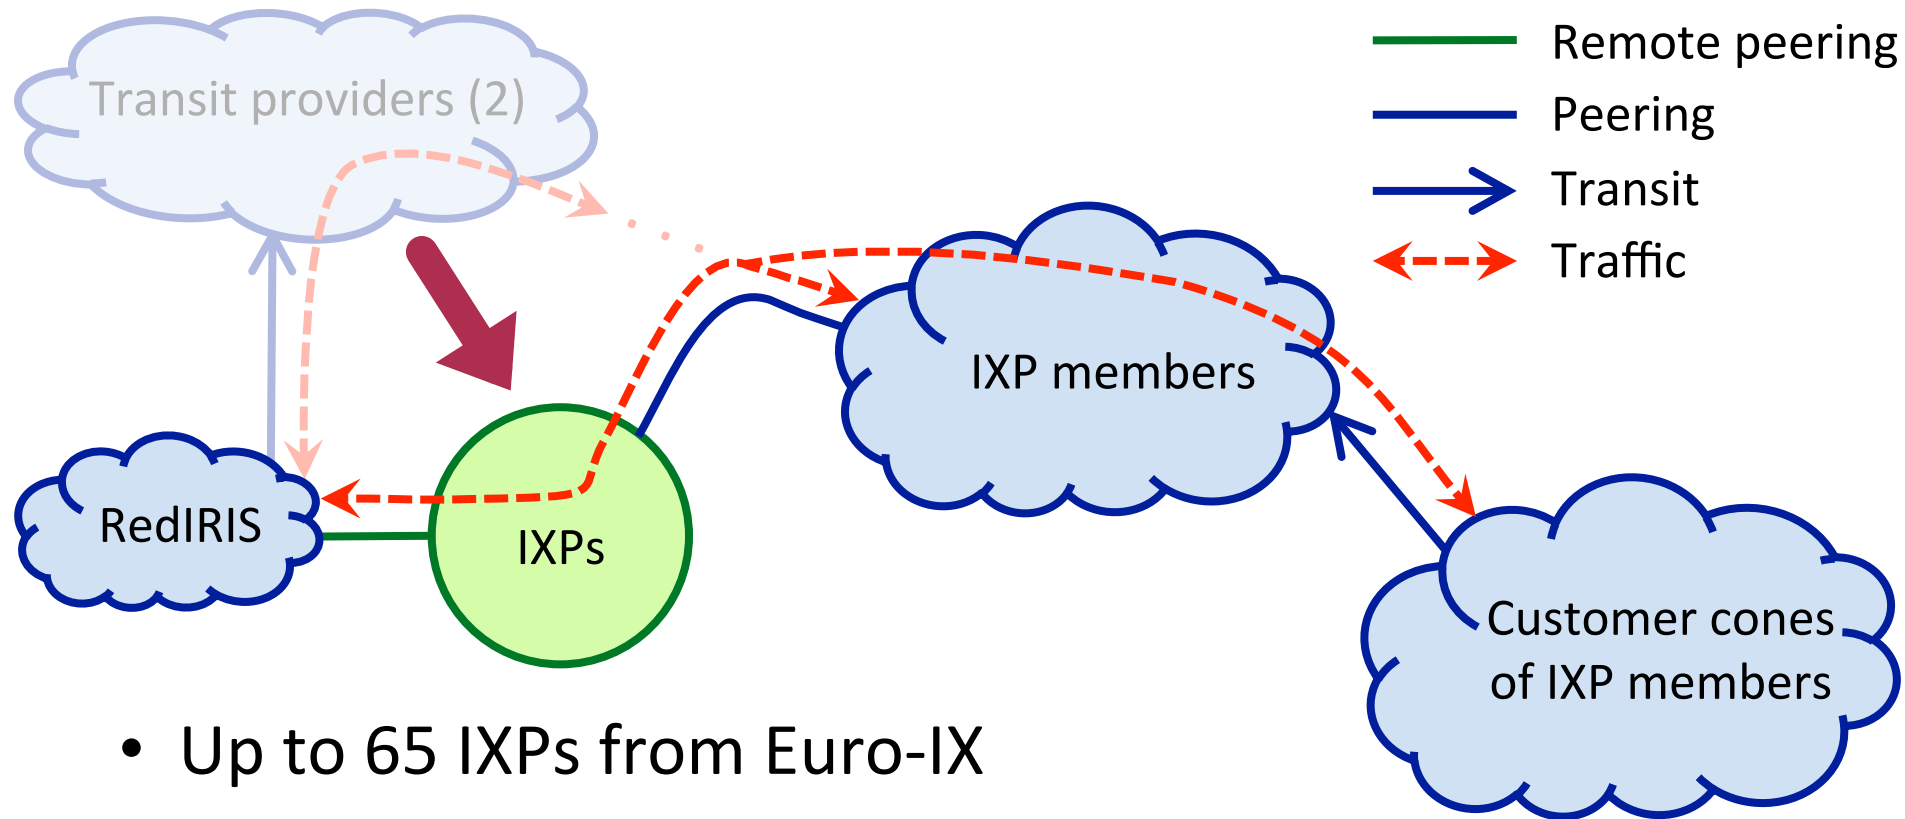 Transit providers (2)
Remote peering
Peering
Transit
Traffic
IXP members
RedIRIS
IXPs
Customer cones
of IXP members
• Up to 65 IXPs from Euro-IX